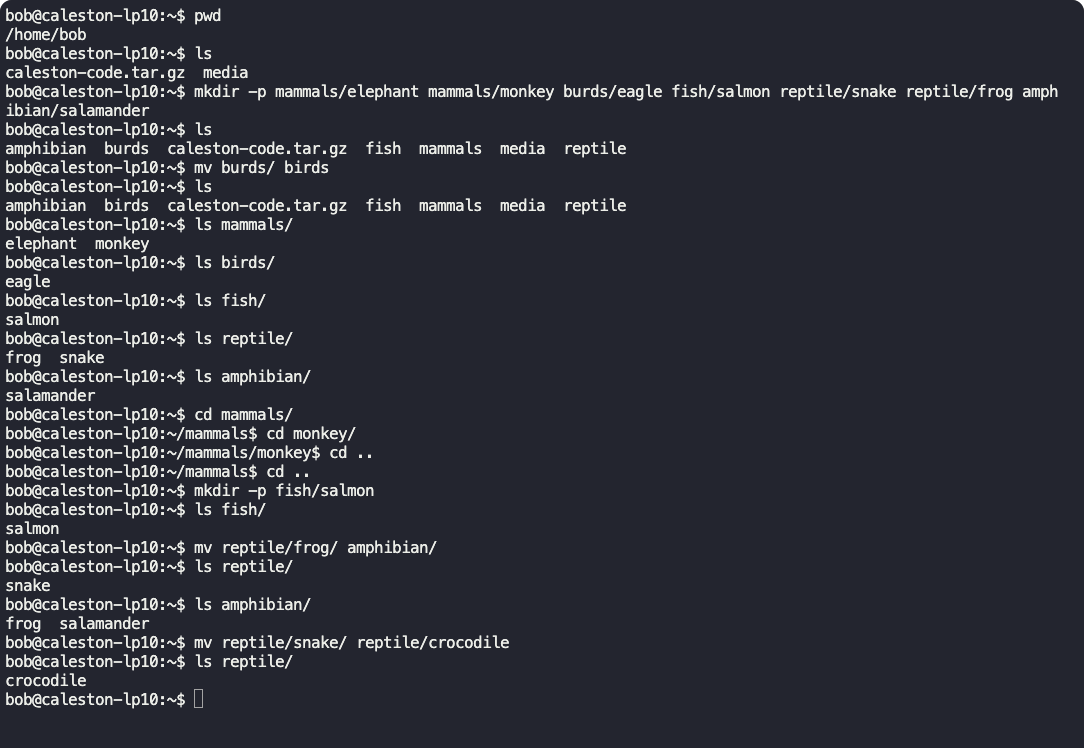 bob@caleston-lp10:~$ pwd
/home/bob
bob@caleston-lp10:~$ ls
caleston-code.tar.gz  media
bob@caleston-lp10:~$ mkdir -p mammals/elephant mammals/monkey burds/eagle fish/salmon reptile/snake reptile/frog amph
ibian/salamander
bob@caleston-lp10:~$ ls
amphibian  burds  caleston-code.tar.gz  fish  mammals  media  reptile
bob@caleston-lp10:~$ mv burds/ birds
bob@caleston-lp10:~$ ls
amphibian  birds  caleston-code.tar.gz  fish  mammals  media  reptile
bob@caleston-lp10:~$ ls mammals/
elephant  monkey
bob@caleston-lp10:~$ ls birds/
eagle
bob@caleston-lp10:~$ ls fish/
salmon
bob@caleston-lp10:~$ ls reptile/
frog  snake
bob@caleston-lp10:~$ ls amphibian/
salamander
bob@caleston-lp10:~$ cd mammals/
bob@caleston-lp10:~/mammals$ cd monkey/
bob@caleston-lp10:~/mammals/monkey$ cd ..
bob@caleston-lp10:~/mammals$ cd ..
bob@caleston-lp10:~$ mkdir -p fish/salmon
bob@caleston-lp10:~$ ls fish/
salmon
bob@caleston-lp10:~$ mv reptile/frog/ amphibian/
bob@caleston-lp10:~$ ls reptile/
snake
bob@caleston-lp10:~$ ls amphibian/
frog  salamander
bob@caleston-lp10:~$ mv reptile/snake/ reptile/crocodile
bob@caleston-lp10:~$ ls reptile/
crocodile
bob@caleston-lp10:~$